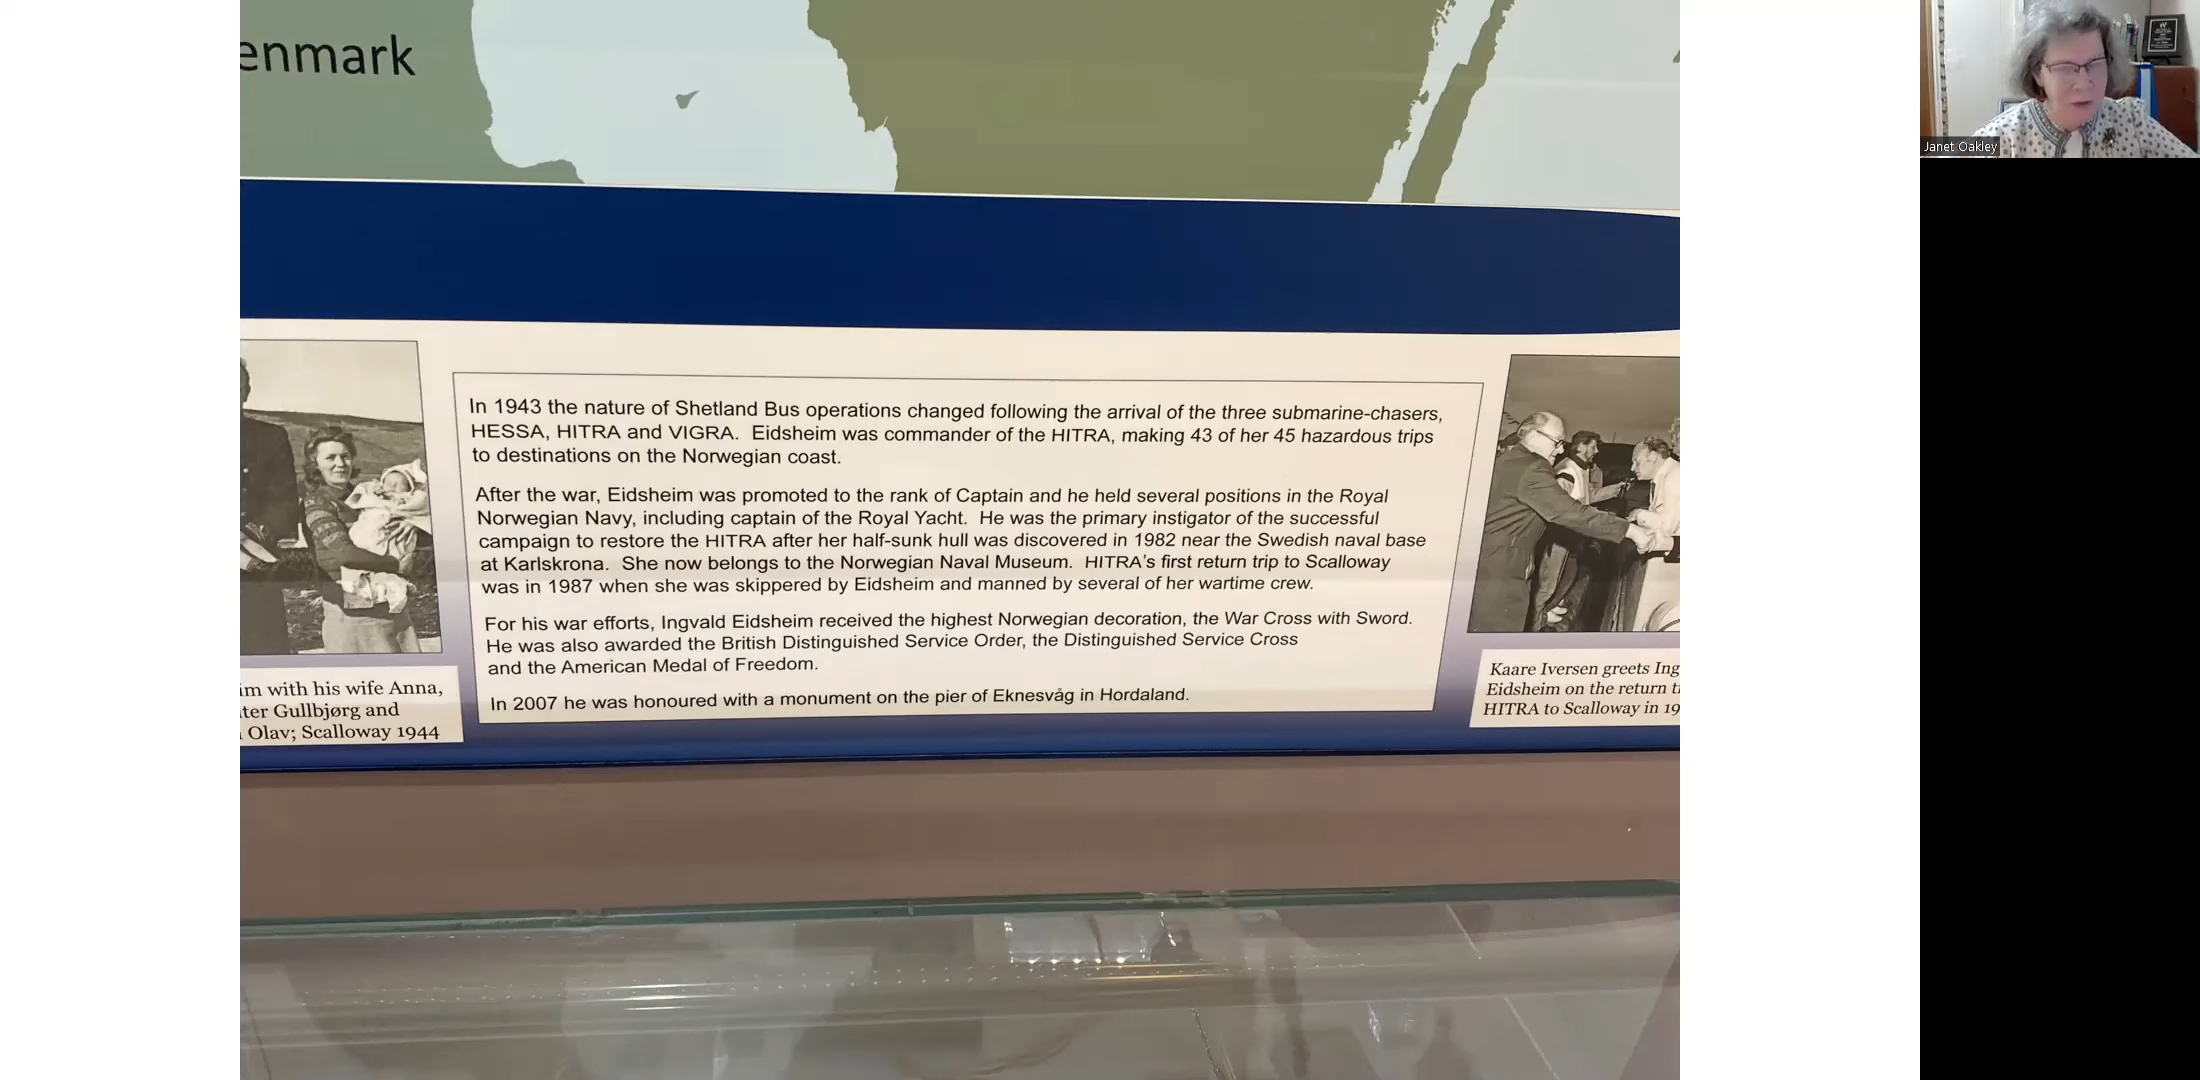 enmark
Janet Oakley
In 1943 the nature of Shetland Bus operations changed following the arrival of the three submarine-chasers,
HESSA, HITRA and VIGRA. Eidsheim was commander of the HITRA, making 43 of her 45 hazardous trips
to destinations on the Norwegian coast.
After the war, Eidsheim was promoted to the rank of Captain and he held several positions in the Royal
Norwegian Navy, including captain of the Royal Yacht. He was the primary instigator of the successful
campaign to restore the HITRA after her half-sunk hull was discovered in 1982 near the Swedish naval base
at Karlskrona. She now belongs to the Norwegian Naval Museum. HITRA's first return trip to Scalloway
was in 1987 when she was skippered by Eidsheim and manned by several of her wartime crew.
For his war efforts, Ingvald Eidsheim received the highest Norwegian decoration, the War Cross with Sword.
He was also awarded the British Distinguished Service Order, the Distinguished Service Cross
and the American Medal of Freedom.
In 2007 he was honoured with a monument on the pier of Eknesvåg in Hordaland.
im with his wife Anna,
ter Gullbjørg and
Olav; Scalloway 1944
Kaare Iversen greets Ing
Eidsheim on the return t
HITRA to Scalloway in 19